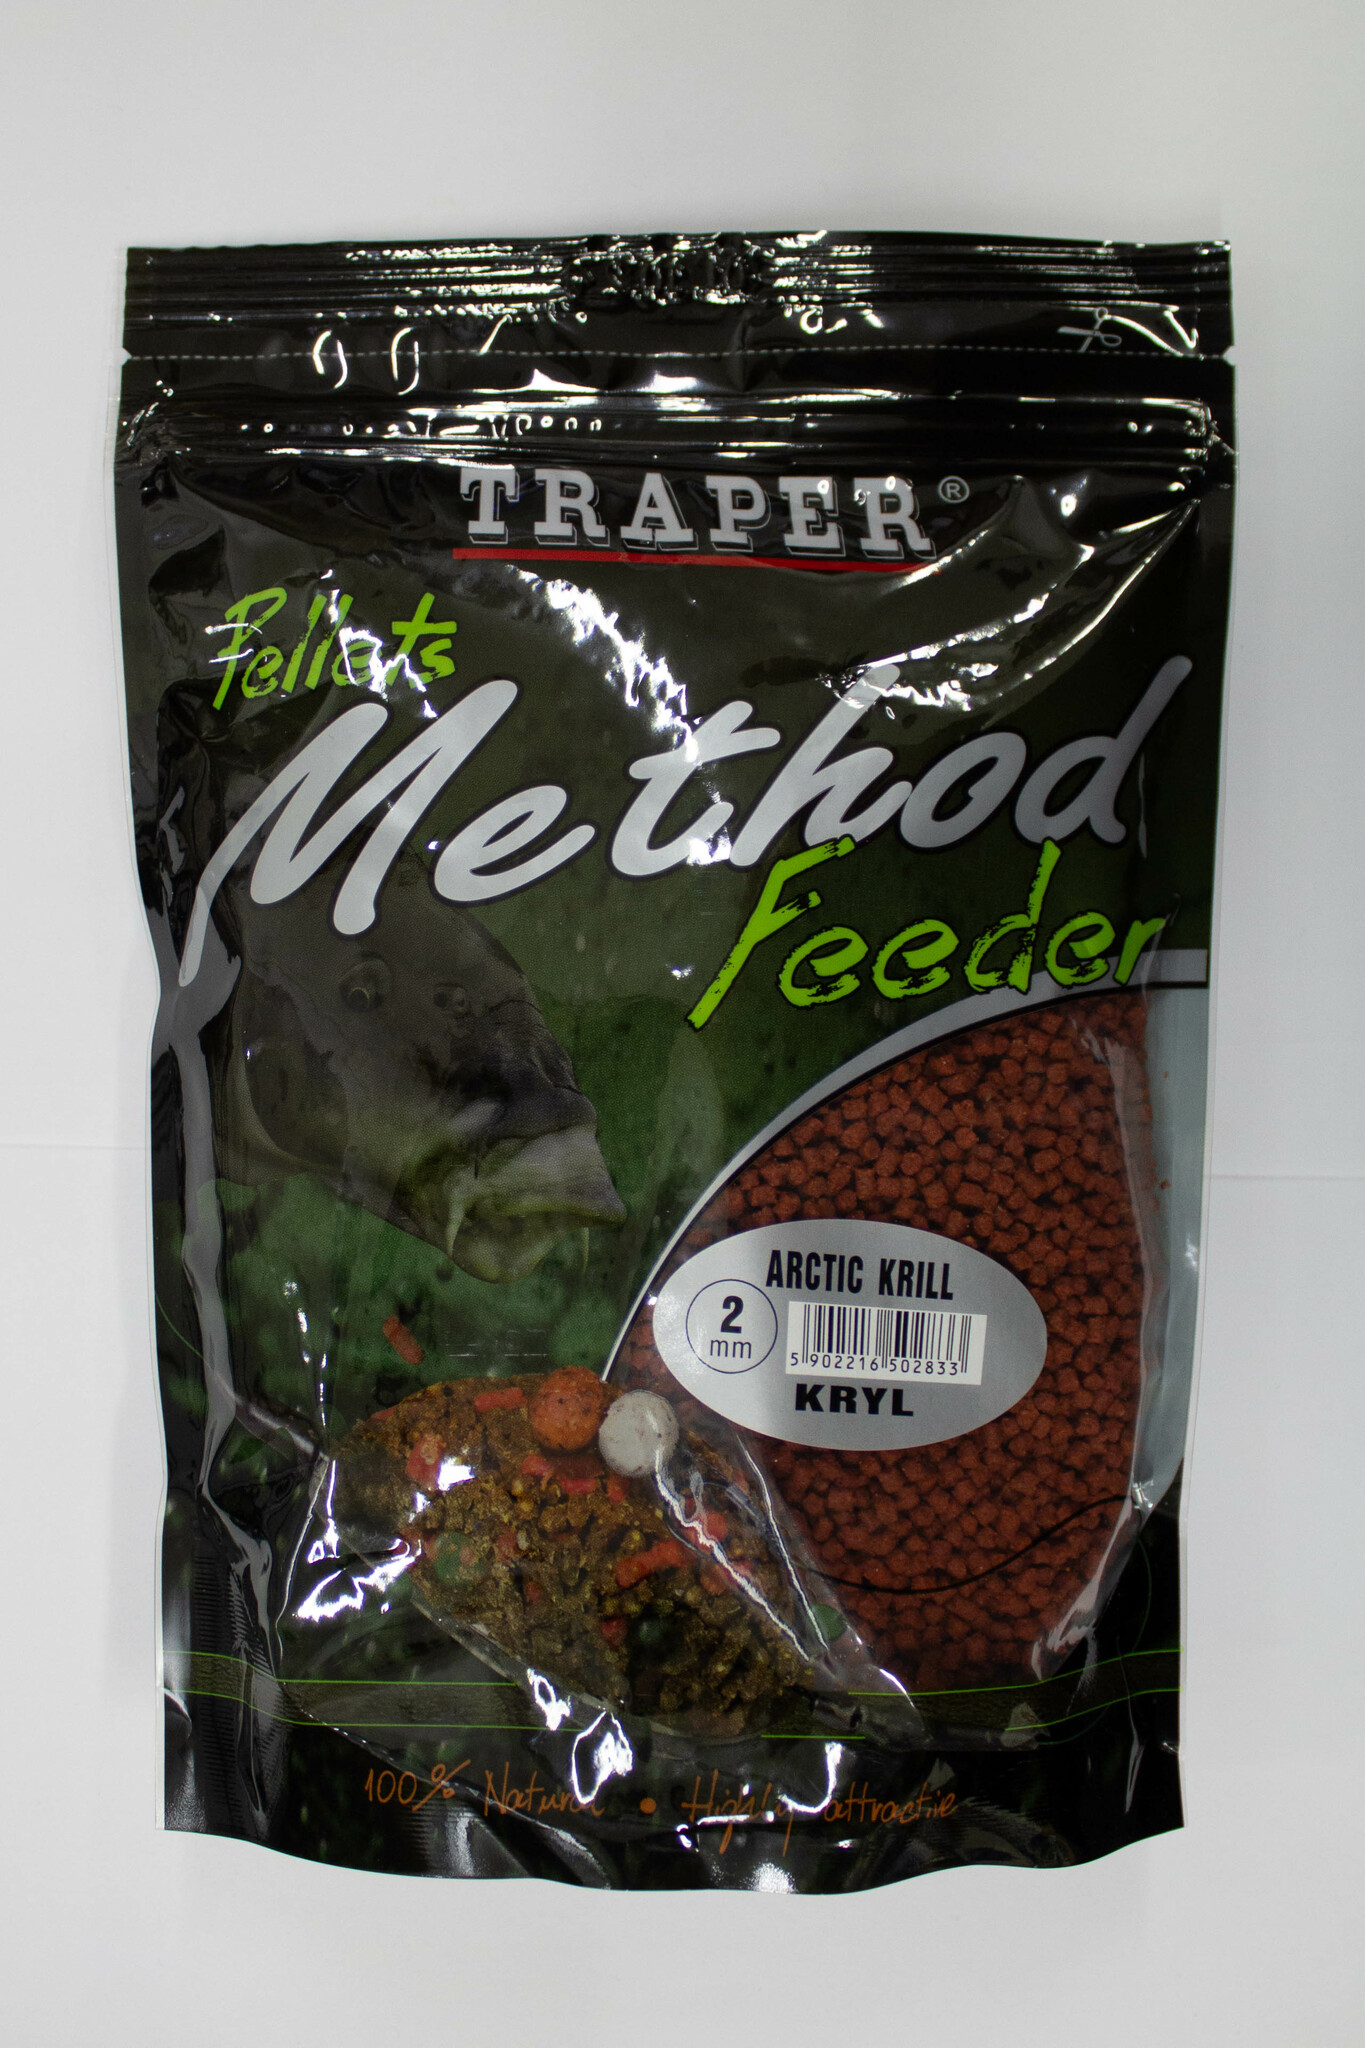 TRAPER®
Pellets
Method
Feeder
ARCTIC KRILL
2
mm
5 902216 502833
KRYL
100% Natural • Highly attractive